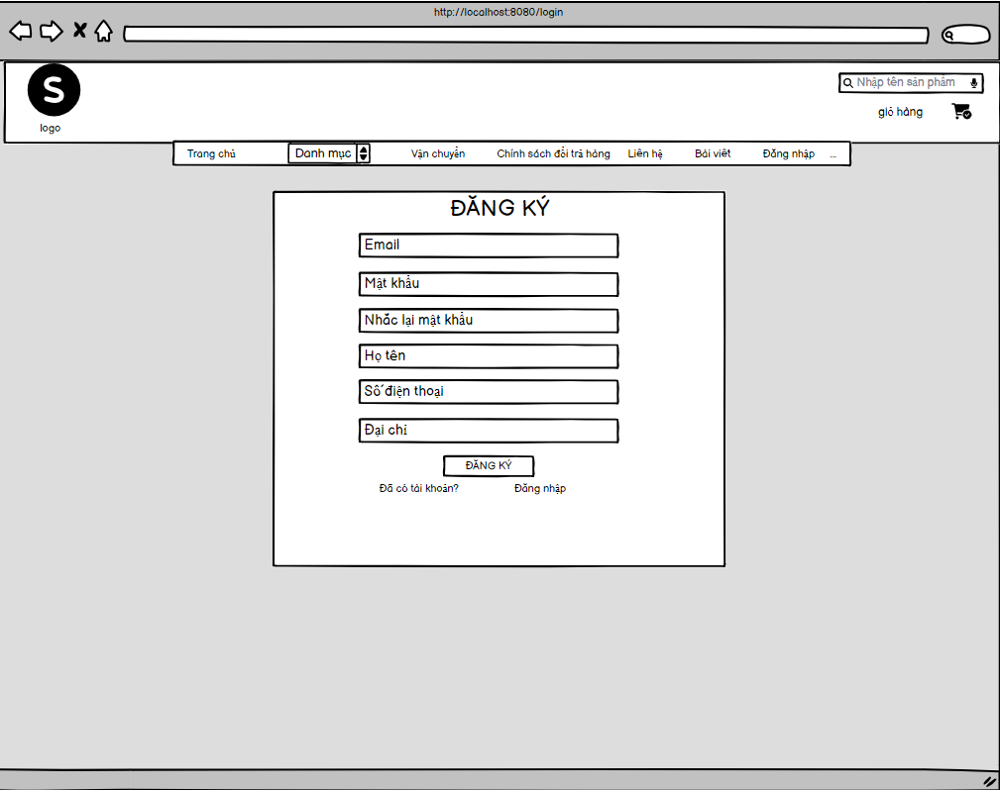 http://localhost:8080/login
S
logo
Nhập tên sản phẩm
giỏ hàng
Trang chủ Danh mục Vận chuyển Chính sách đổi trả hàng Liên hệ Bài viết Đăng nhập ...
ĐĂNG KÝ
Email
Mật khẩu
Nhắc lại mật khẩu
Họ tên
Số điện thoại
Đại chỉ
ĐĂNG KÝ
Đã có tài khoản? Đăng nhập